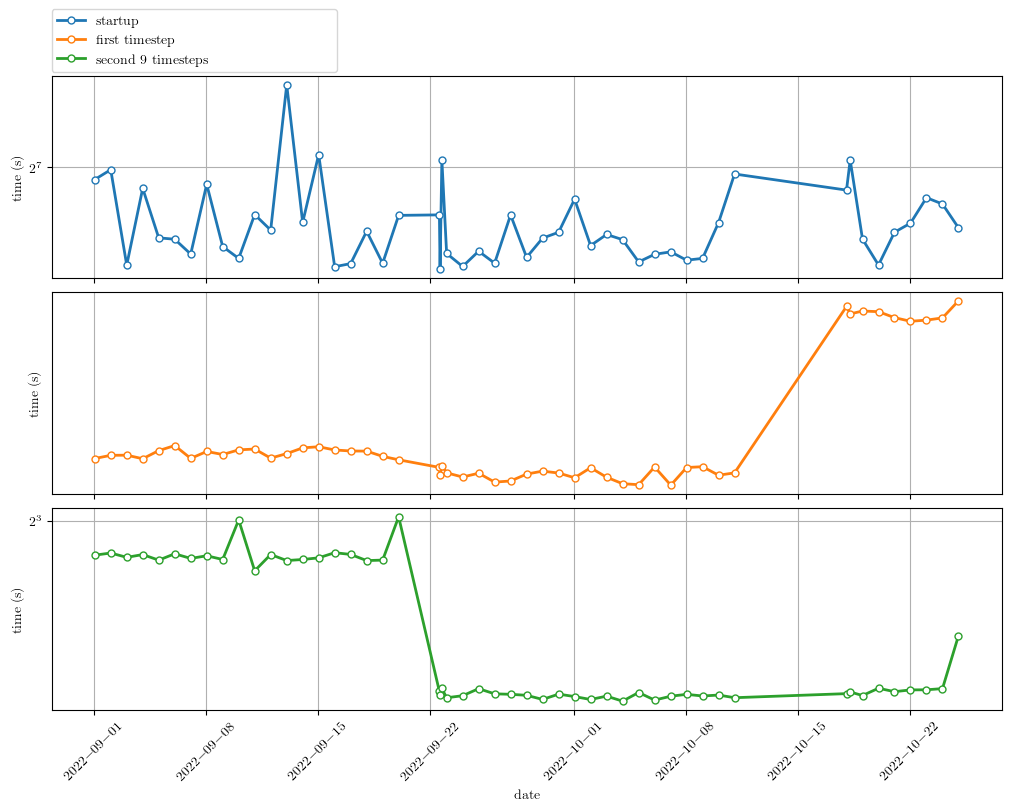 startup
first timestep
second 9 timesteps
time (s)
2^7
time (s)
time (s)
2^3
2022−09−01
2022−09−08
2022−09−15
2022−09−22
2022−10−01
2022−10−08
2022−10−15
2022−10−22
date